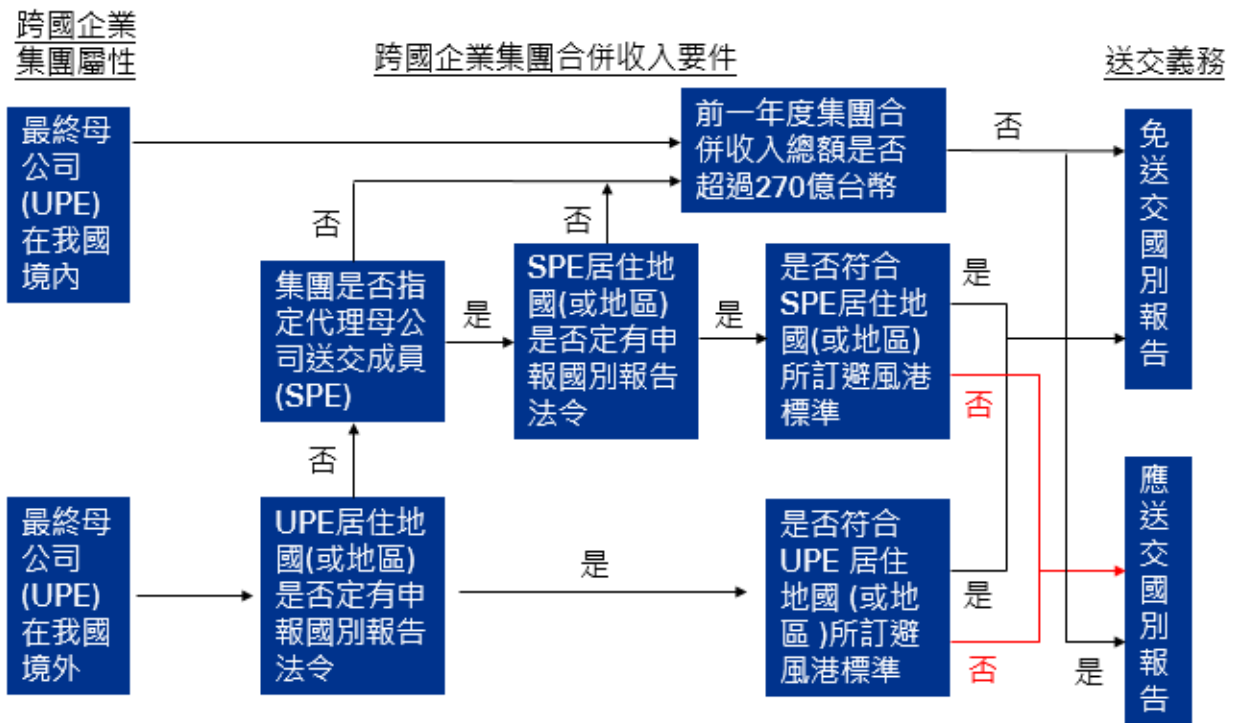 跨國企業
集團屬性
跨國企業集團合併收入要件
送交義務
最終母
公司
(UPE)
在我國
境內
前一年度集團合
併收入總額是否
超過270億台幣
否
免
送
交
國
別
報
告
否
否
集團是否指
定代理母公
司送交成員
(SPE)
是
SPE居住地
國(或地區)
是否定有申
報國別報告
法令
是
是否符合
SPE居住地
國(或地區)
所訂避風港
標準
是
否
否
最終母
公司
(UPE)
在我國
境外
UPE居住地
國(或地區)
是否定有申
報國別報告
法令
是
是否符合
UPE 居住
地國 (或地
區 )所訂避
風港標準
是
否
應
送
交
國
別
報
告
是